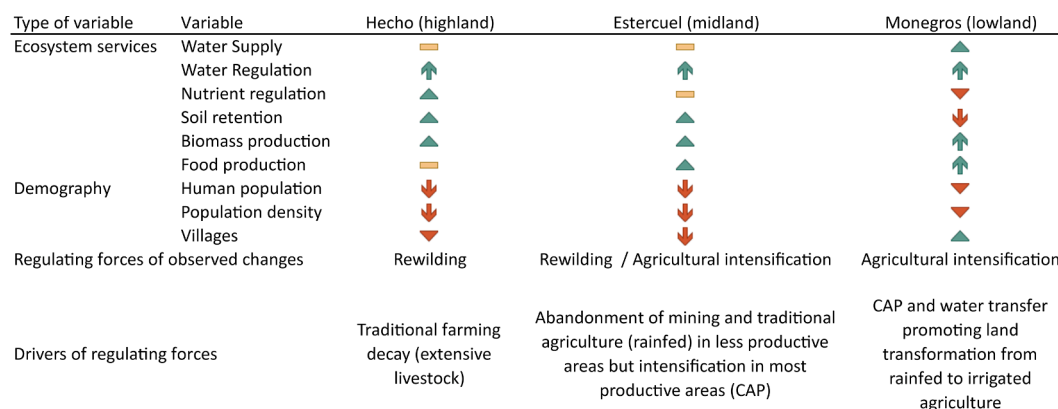 Type of variable Variable Hecho (highland) Estercuel (midland) Monegros (lowland)
Ecosystem services Water Supply
Water Regulation
Nutrient regulation
Soil retention
Biomass production
Food production
Demography Human population
Population density
Villages
Regulating forces of observed changes Rewilding Rewilding / Agricultural intensification Agricultural intensification
Drivers of regulating forces
Traditional farming
decay (extensive
livestock)
Abandonment of mining and traditional
agriculture (rainfed) in less productive
areas but intensification in most
productive areas (CAP)
CAP and water transfer
promoting land
transformation from
rainfed to irrigated
agriculture